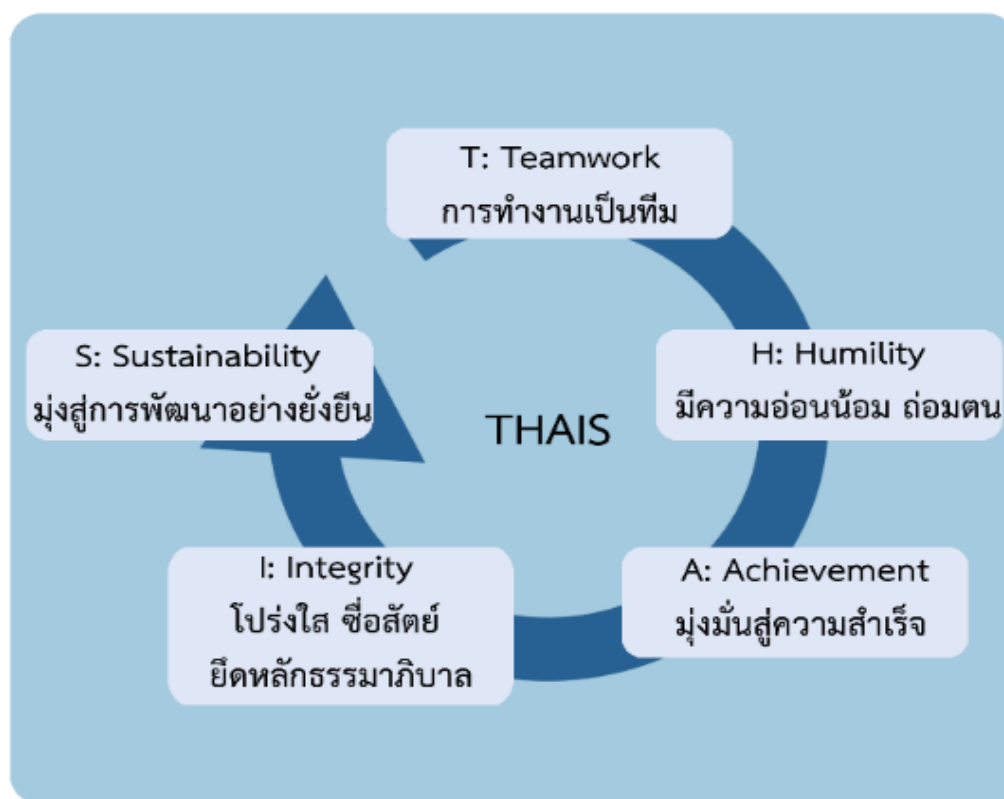 T: Teamwork
การทำงานเป็นทีม
H: Humility
มีความอ่อนน้อม ถ่อมตน
A: Achievement
มุ่งมั่นสู่ความสำเร็จ
I: Integrity
โปร่งใส ซื่อสัตย์
ยึดหลักธรรมาภิบาล
S: Sustainability
มุ่งสู่การพัฒนาอย่างยั่งยืน
THAIS